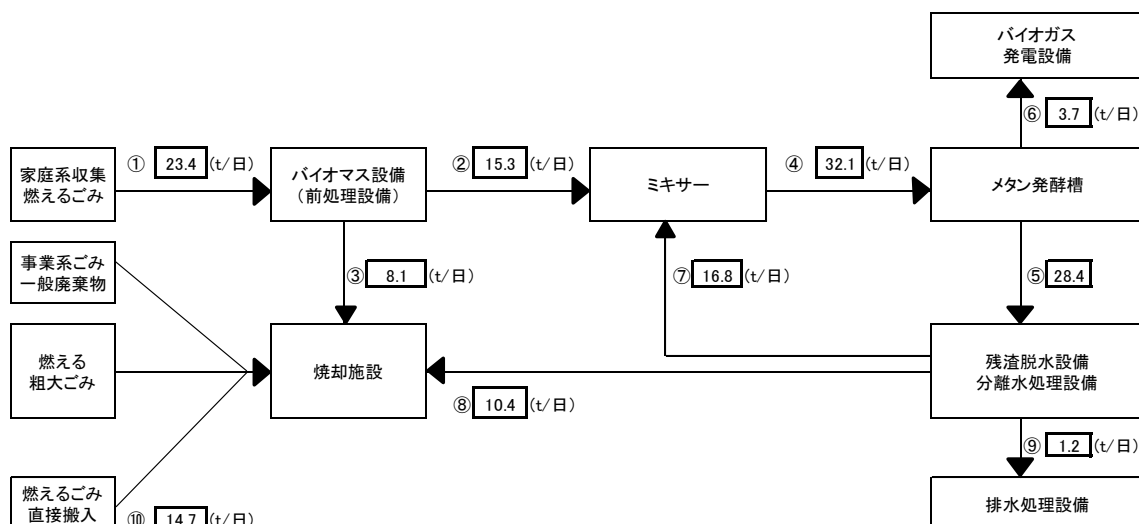 バイオガス
発電設備
⑥ 3.7 (t/日)
① 23.4 (t/日)
② 15.3 (t/日)
④ 32.1 (t/日)
家庭系収集
燃えるごみ
バイオマス設備
（前処理設備）
ミキサー
メタン発酵槽
事業系ごみ
一般廃棄物
③ 8.1 (t/日)
⑦ 16.8 (t/日)
⑤ 28.4
燃える
粗大ごみ
焼却施設
残渣脱水設備
分離水処理設備
⑧ 10.4 (t/日)
⑨ 1.2 (t/日)
燃えるごみ
直接搬入
⑩ 14.7 (t/日)
排水処理設備